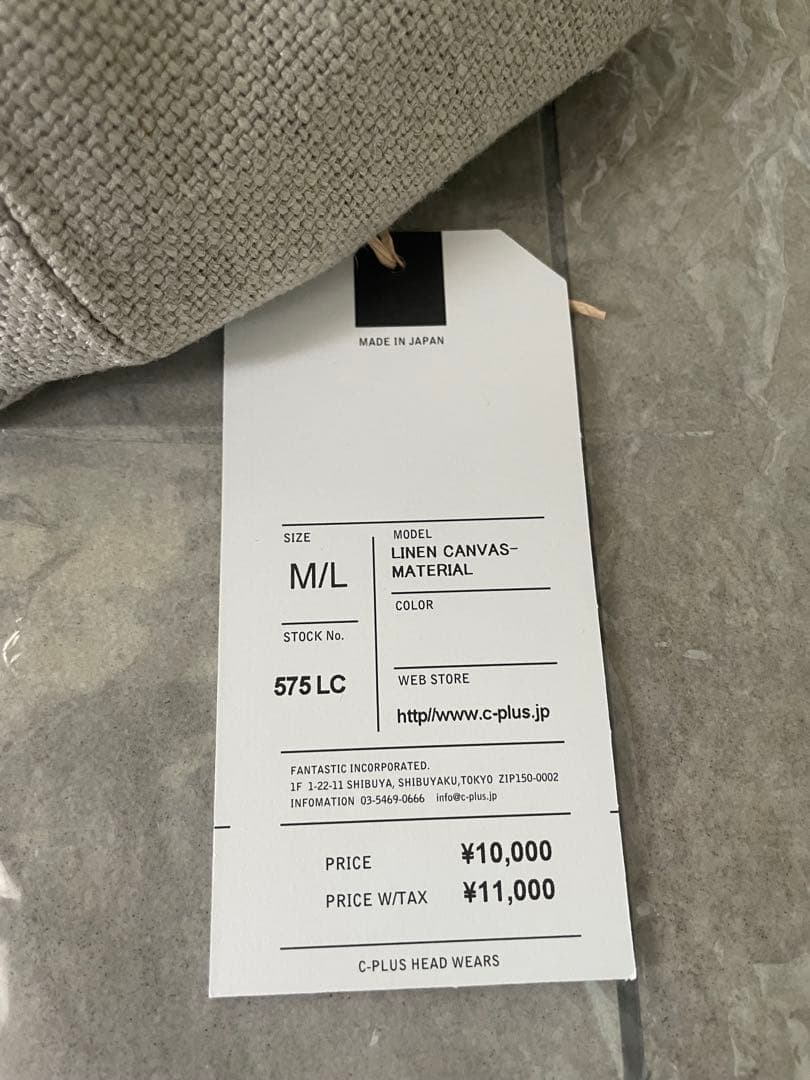 MADE IN JAPAN
SIZE
M/L
STOCK No.
575 LC
MODEL
LINEN CANVAS-
MATERIAL
COLOR
WEB STORE
http//www.c-plus.jp
FANTASTIC INCORPORATED.
1F 1-22-11 SHIBUYA, SHIBUYAKU,TOKYO ZIP150-0002
INFOMATION 03-5469-0666 info@c-plus.jp
PRICE ¥10,000
PRICE W/TAX ¥11,000
C-PLUS HEAD WEARS